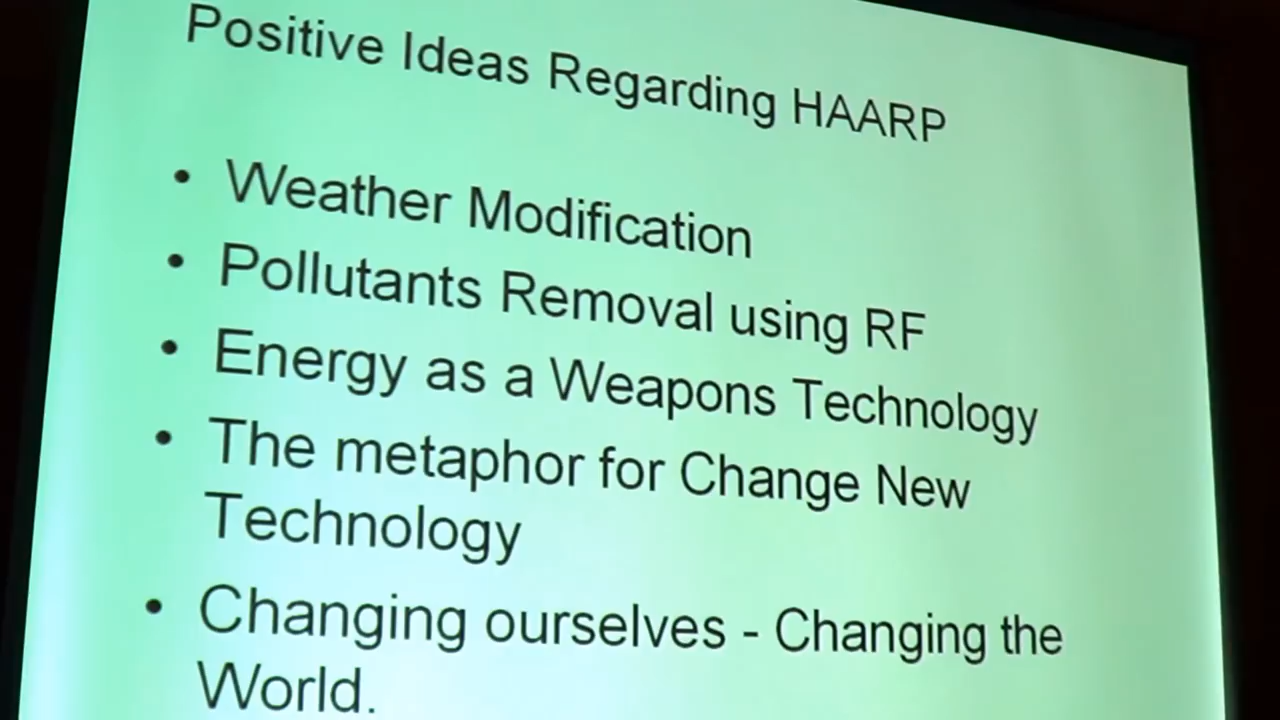 Positive Ideas Regarding HAARP
• Weather Modification
• Pollutants Removal using RF
• Energy as a Weapons Technology
• The metaphor for Change New
Technology
• Changing ourselves - Changing the
World.